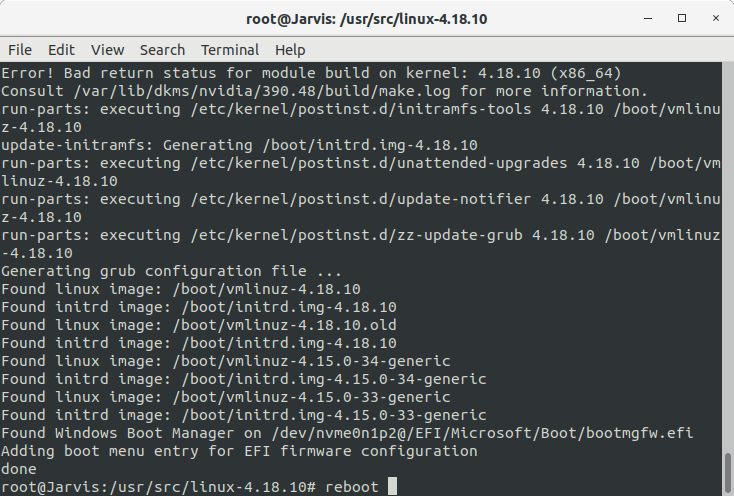 root@Jarvis: /usr/src/linux-4.18.10
File Edit View Search Terminal Help
Error! Bad return status for module build on kernel: 4.18.10 (x86_64)
Consult /var/lib/dkms/nvidia/390.48/build/make.log for more information.
run-parts: executing /etc/kernel/postinst.d/initramfs-tools 4.18.10 /boot/vmlinu
z-4.18.10
update-initramfs: Generating /boot/initrd.img-4.18.10
run-parts: executing /etc/kernel/postinst.d/unattended-upgrades 4.18.10 /boot/vm
linuz-4.18.10
run-parts: executing /etc/kernel/postinst.d/update-notifier 4.18.10 /boot/vmlinu
z-4.18.10
run-parts: executing /etc/kernel/postinst.d/zz-update-grub 4.18.10 /boot/vmlinuz
-4.18.10
Generating grub configuration file ...
Found linux image: /boot/vmlinuz-4.18.10
Found initrd image: /boot/initrd.img-4.18.10
Found linux image: /boot/vmlinuz-4.18.10.old
Found initrd image: /boot/initrd.img-4.18.10
Found linux image: /boot/vmlinuz-4.15.0-34-generic
Found initrd image: /boot/initrd.img-4.15.0-34-generic
Found linux image: /boot/vmlinuz-4.15.0-33-generic
Found initrd image: /boot/initrd.img-4.15.0-33-generic
Found Windows Boot Manager on /dev/nvme0n1p2@/EFI/Microsoft/Boot/bootmgfw.efi
Adding boot menu entry for EFI firmware configuration
done
root@Jarvis:/usr/src/linux-4.18.10# reboot